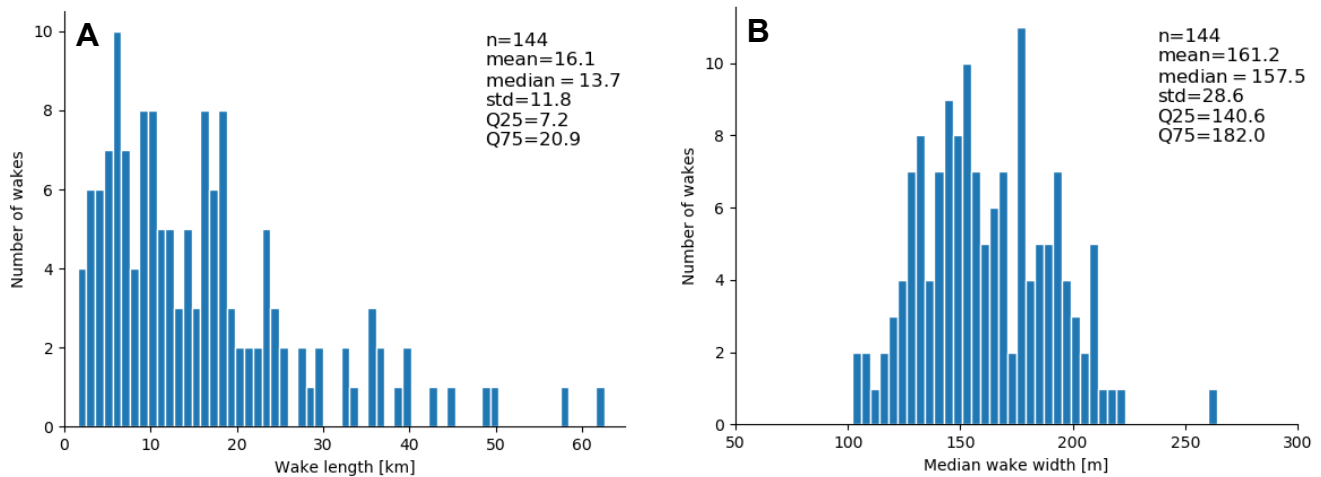 A
n=144
mean=16.1
median = 13.7
std=11.8
Q25=7.2
Q75=20.9
10
8
6
4
2
0
Number of wakes
0 10 20 30 40 50 60
Wake length [km]
B
n=144
mean=161.2
median = 157.5
std=28.6
Q25=140.6
Q75=182.0
10
8
6
4
2
0
Number of wakes
50 100 150 200 250 300
Median wake width [m]